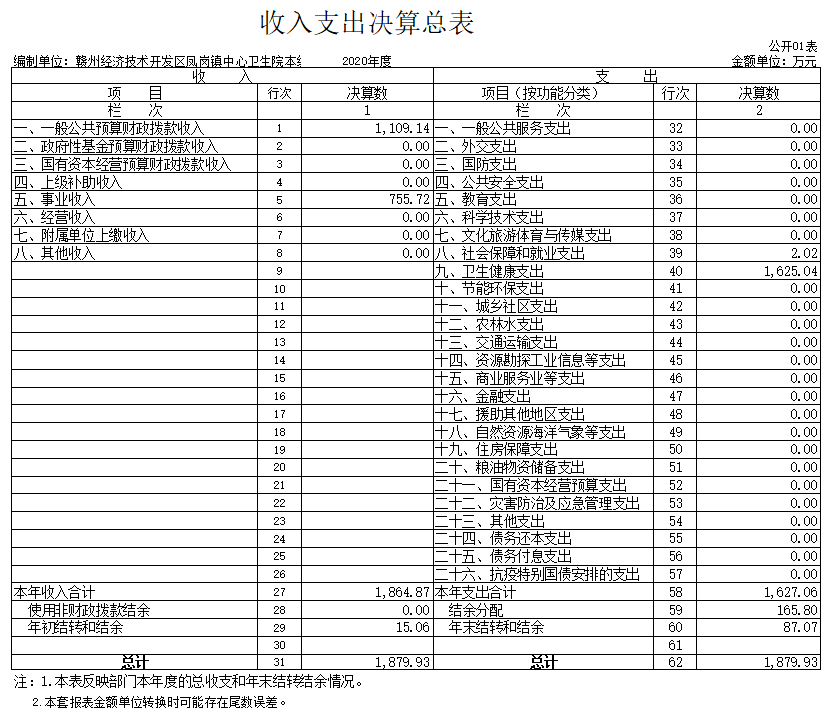 收入支出决算总表
公开01表
编制单位：赣州经济技术开发区凤岗镇中心卫生院本级 2020年度 金额单位：万元
收 入 支 出
项 目 行次 决算数 项目（按功能分类） 行次 决算数
栏 次 1 栏 次 2
一、一般公共预算财政拨款收入 1 1,109.14 一、一般公共服务支出 32 0.00
二、政府性基金预算财政拨款收入 2 0.00 二、外交支出 33 0.00
三、国有资本经营预算财政拨款收入 3 0.00 三、国防支出 34 0.00
四、上级补助收入 4 0.00 四、公共安全支出 35 0.00
五、事业收入 5 755.72 五、教育支出 36 0.00
六、经营收入 6 0.00 六、科学技术支出 37 0.00
七、附属单位上缴收入 7 0.00 七、文化旅游体育与传媒支出 38 0.00
八、其他收入 8 0.00 八、社会保障和就业支出 39 2.02
9 九、卫生健康支出 40 1,625.04
10 十、节能环保支出 41 0.00
11 十一、城乡社区支出 42 0.00
12 十二、农林水支出 43 0.00
13 十三、交通运输支出 44 0.00
14 十四、资源勘探工业信息等支出 45 0.00
15 十五、商业服务业等支出 46 0.00
16 十六、金融支出 47 0.00
17 十七、援助其他地区支出 48 0.00
18 十八、自然资源海洋气象等支出 49 0.00
19 十九、住房保障支出 50 0.00
20 二十、粮油物资储备支出 51 0.00
21 二十一、国有资本经营预算支出 52 0.00
22 二十二、灾害防治及应急管理支出 53 0.00
23 二十三、其他支出 54 0.00
24 二十四、债务还本支出 55 0.00
25 二十五、债务付息支出 56 0.00
26 二十六、抗疫特别国债安排的支出 57 0.00
本年收入合计 27 1,864.87 本年支出合计 58 1,627.06
使用非财政拨款结余 28 0.00 结余分配 59 165.80
年初结转和结余 29 15.06 年末结转和结余 60 87.07
30 61
总计 31 1,879.93 总计 62 1,879.93
注：1.本表反映部门本年度的总收支和年末结转结余情况。
2.本套报表金额单位转换时可能存在尾数误差。